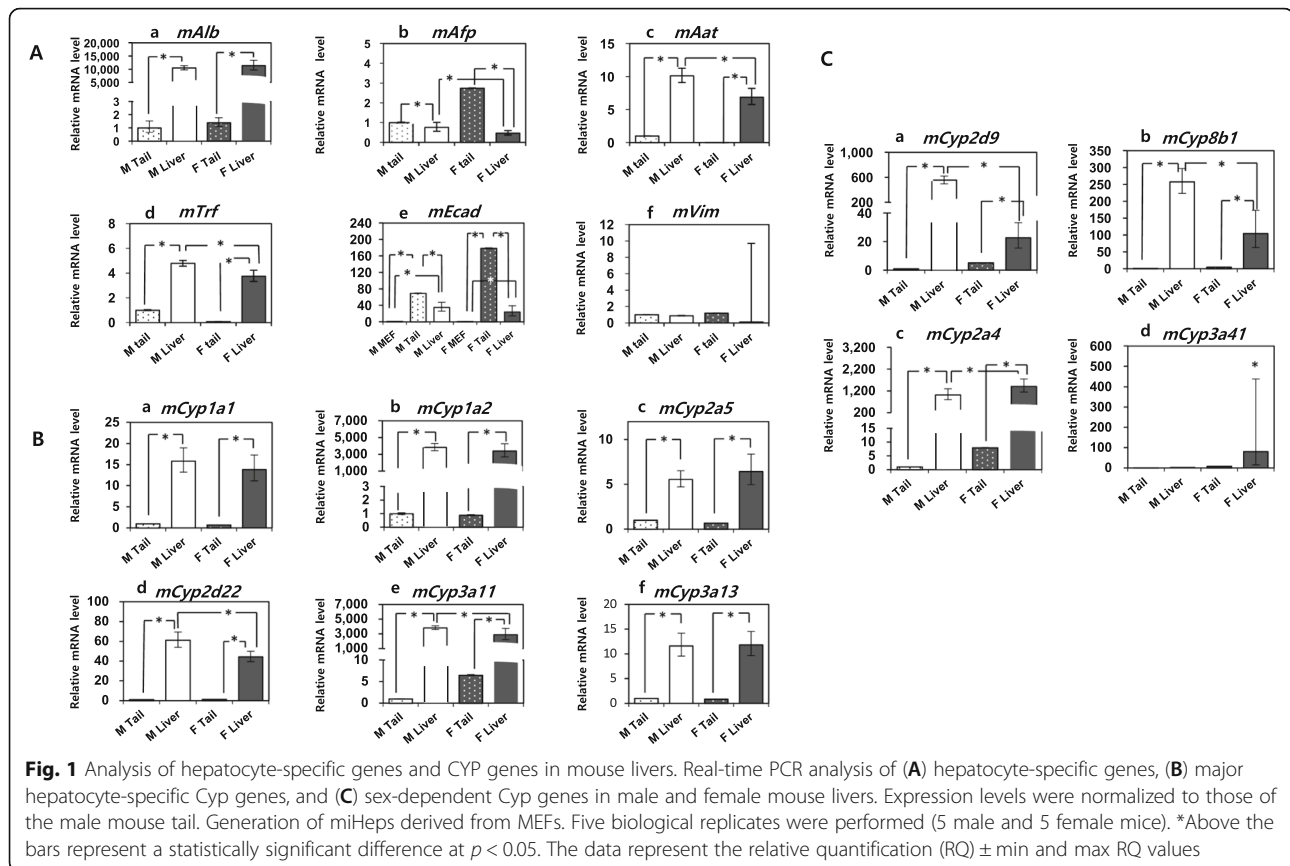 A
a mAlb
Relative mRNA level
20,000
15,000
10,000
5,000
3
2
1
0
* *
M Tail M Liver F Tail F Liver
b mAfp
Relative mRNA level
5
4
3
2
1
0
* * * *
M tail M Liver F tail F Liver
c mAat
Relative mRNA level
15
10
5
0
* * *
M tail M Liver F tail F Liver
d mTrf
Relative mRNA level
8
6
4
2
0
* * *
M tail M Liver F tail F Liver
e mEcad
Relative mRNA level
240
200
160
120
80
40
0
* * * * * *
M MEF M Tail M Liver F MEF F Tail F Liver
f mVim
Relative mRNA level
12
10
8
6
4
2
0
M tail M Liver F tail F Liver
B
a mCyp1a1
Relative mRNA level
25
20
15
10
5
0
* *
M Tail M Liver F Tail F Liver
b mCyp1a2
Relative mRNA level
7,000
5,000
3,000
1,000
3
2
1
0
* *
M Tail M Liver F Tail F Liver
c mCyp2a5
Relative mRNA level
10
5
0
* *
M Tail M Liver F Tail F Liver
d mCyp2d22
Relative mRNA level
100
80
60
40
20
0
* * *
M Tail M Liver F Tail F Liver
e mCyp3a11
Relative mRNA level
7,000
5,000
3,000
1,000
10
5
0
* * *
M Tail M Liver F Tail F Liver
f mCyp3a13
Relative mRNA level
20
15
10
5
0
* *
M Tail M Liver F Tail F Liver
C
a mCyp2d9
Relative mRNA level
1,000
600
200
40
20
0
* * *
M Tail M Liver F Tail F Liver
b mCyp8b1
Relative mRNA level
350
300
250
200
150
100
50
0
* * *
M Tail M Liver F Tail F Liver
c mCyp2a4
Relative mRNA level
3,200
2,200
1,200
200
15
10
5
0
* * *
M Tail M Liver F Tail F Liver
d mCyp3a41
Relative mRNA level
600
500
400
300
200
100
0
*
M Tail M Liver F Tail F Liver
Fig. 1 Analysis of hepatocyte-specific genes and CYP genes in mouse livers. Real-time PCR analysis of (A) hepatocyte-specific genes, (B) major
hepatocyte-specific Cyp genes, and (C) sex-dependent Cyp genes in male and female mouse livers. Expression levels were normalized to those of
the male mouse tail. Generation of miHeps derived from MEFs. Five biological replicates were performed (5 male and 5 female mice). *Above the
bars represent a statistically significant difference at p < 0.05. The data represent the relative quantification (RQ) ± min and max RQ values